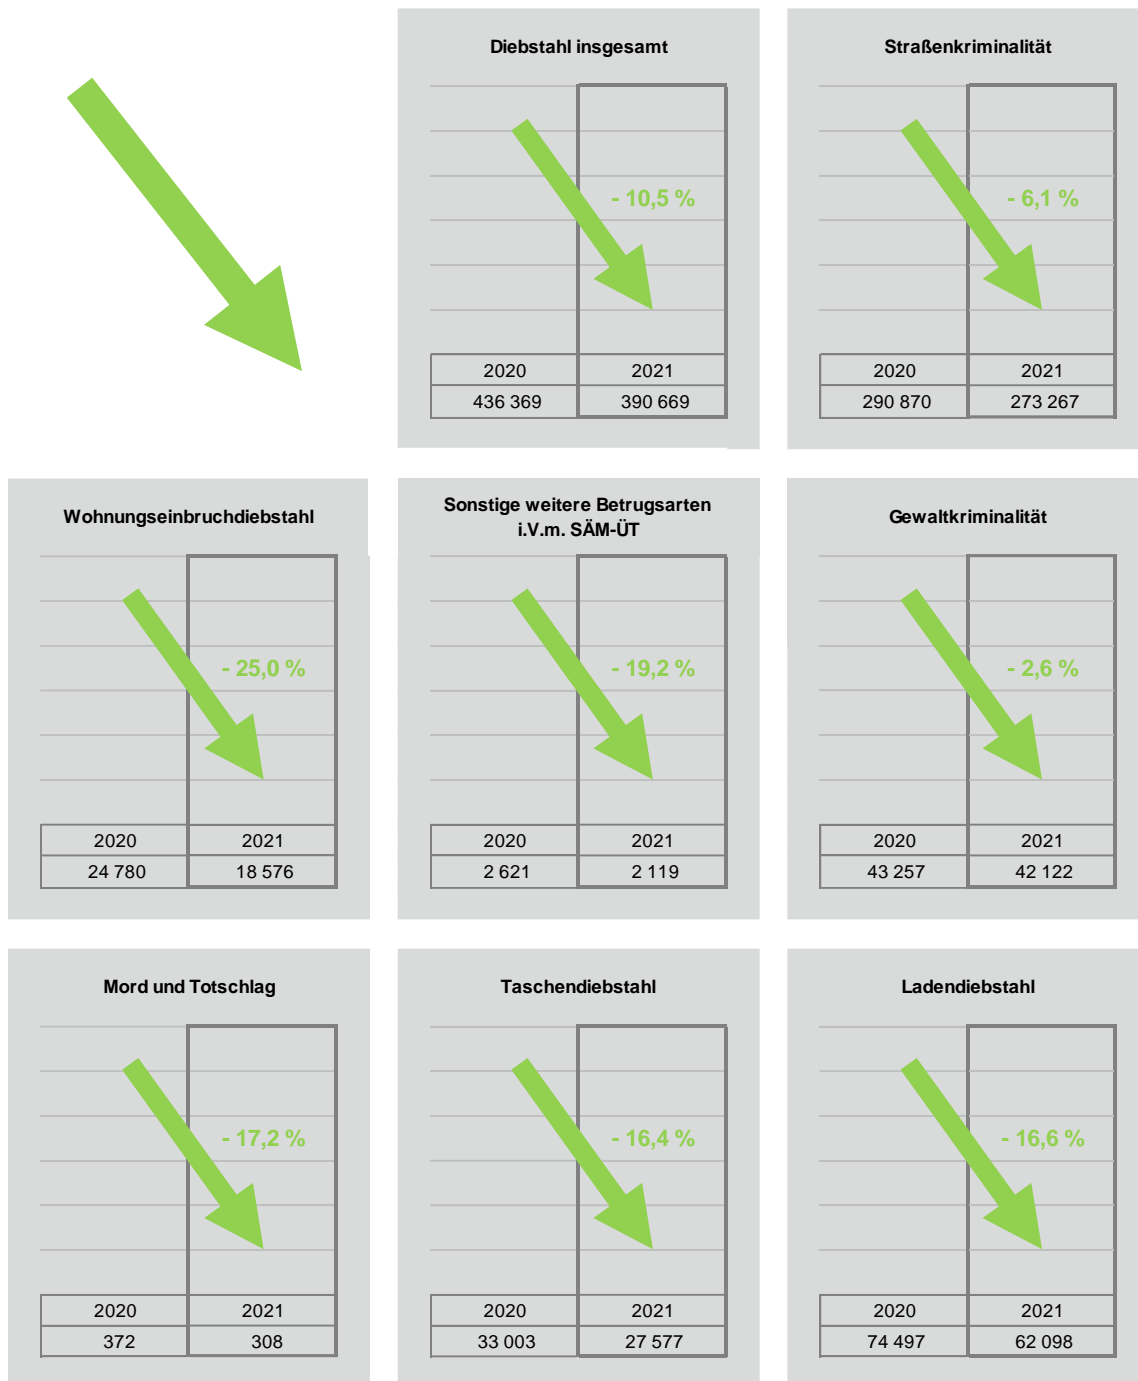 Diebstahl insgesamt
- 10,5 %
2020 2021
436 369 390 669
Straßenkriminalität
- 6,1 %
2020 2021
290 870 273 267
Wohnungseinbruchdiebstahl
- 25,0 %
2020 2021
24 780 18 576
Sonstige weitere Betrugsarten
i.V.m. SÄM-ÜT
- 19,2 %
2020 2021
2 621 2 119
Gewaltkriminalität
- 2,6 %
2020 2021
43 257 42 122
Mord und Totschlag
- 17,2 %
2020 2021
372 308
Taschendiebstahl
- 16,4 %
2020 2021
33 003 27 577
Ladendiebstahl
- 16,6 %
2020 2021
74 497 62 098